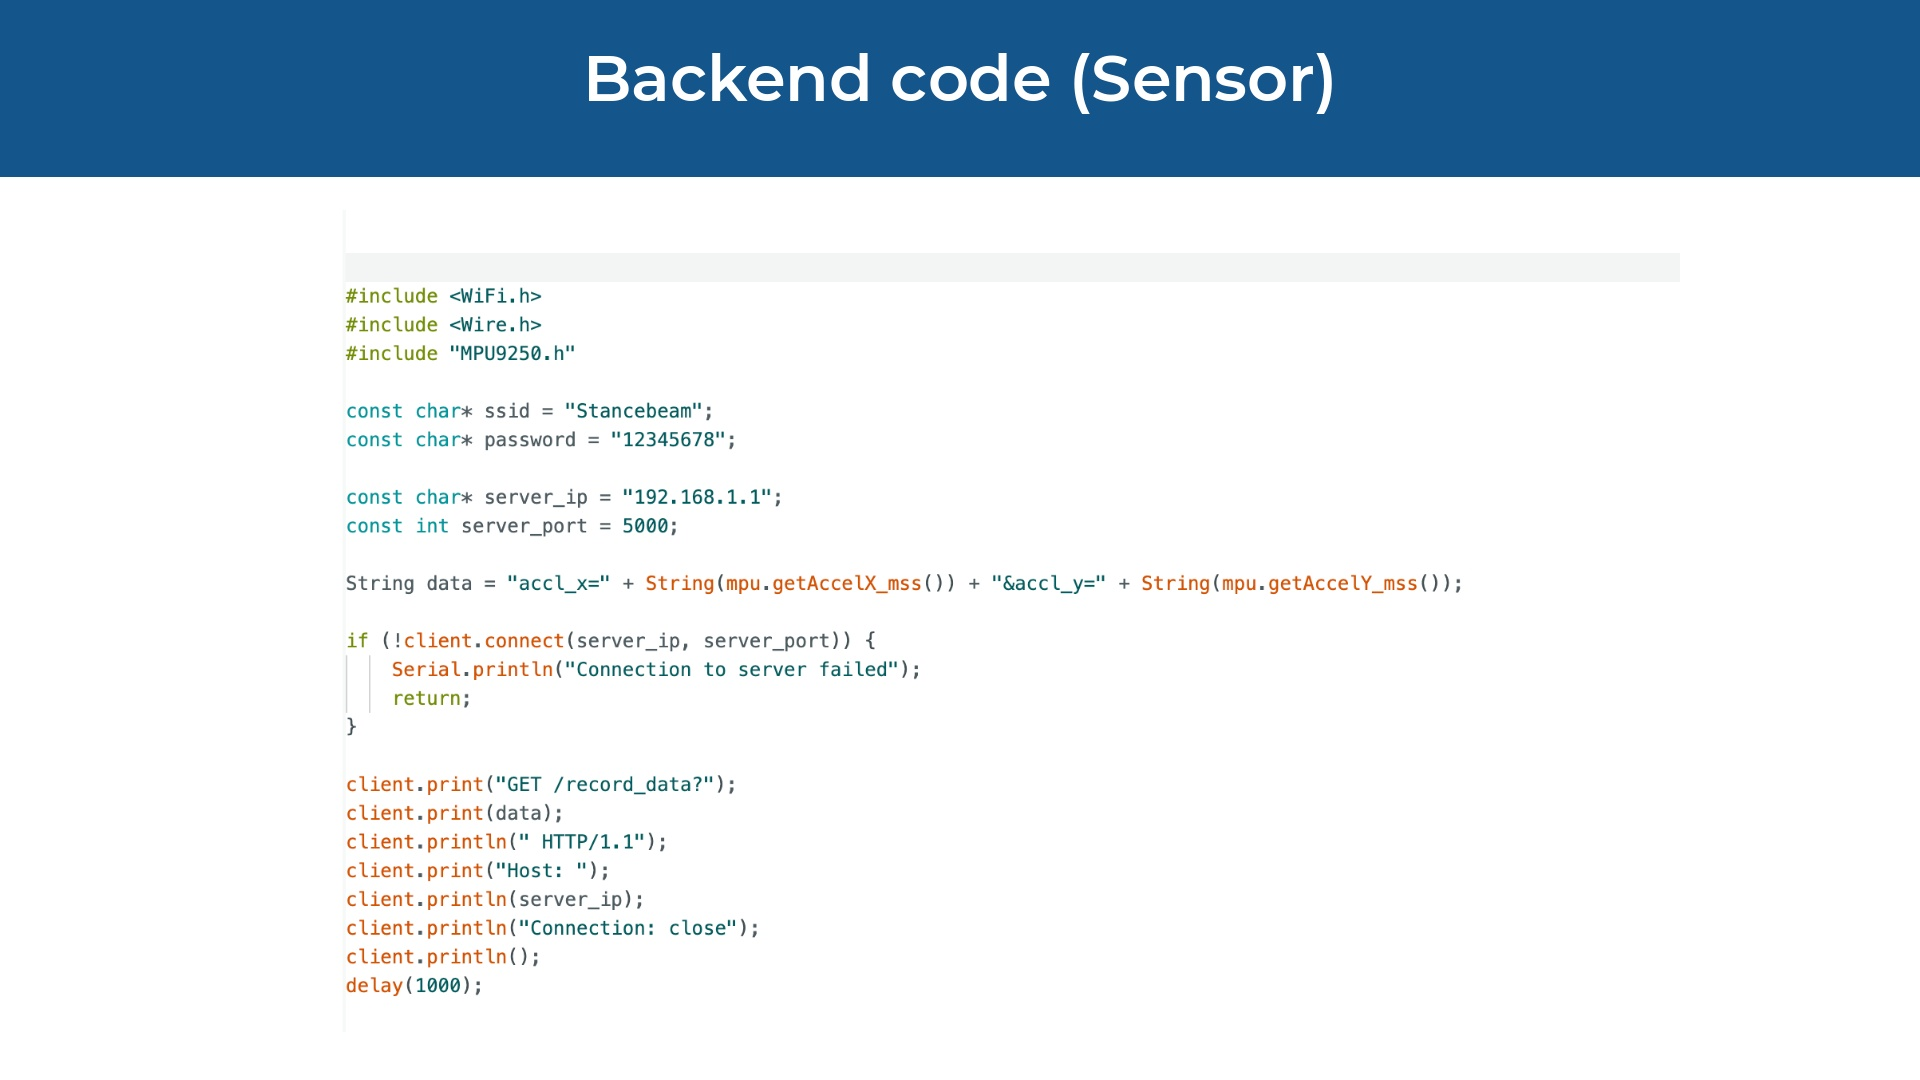 Backend code (Sensor)
#include <WiFi.h>
#include <Wire.h>
#include "MPU9250.h"
const char* ssid = "Stancebeam";
const char* password = "12345678";
const char* server_ip = "192.168.1.1";
const int server_port = 5000;
String data = "accl_x=" + String(mpu.getAccelX_mss()) + "&accl_y=" + String(mpu.getAccelY_mss());
if (!client.connect(server_ip, server_port)) {
Serial.println("Connection to server failed");
return;
}
client.print("GET /record_data?");
client.print(data);
client.println(" HTTP/1.1");
client.print("Host: ");
client.println(server_ip);
client.println("Connection: close");
client.println();
delay(1000);